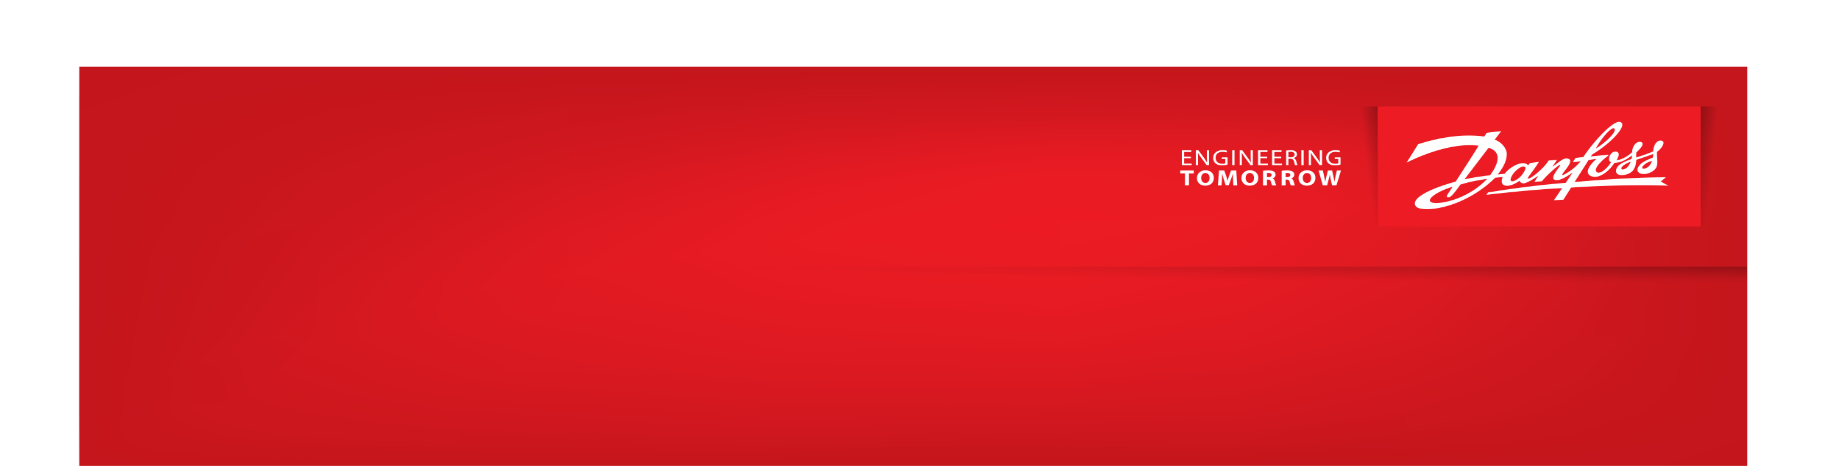 ENGINEERING
TOMORROW
Danfoss